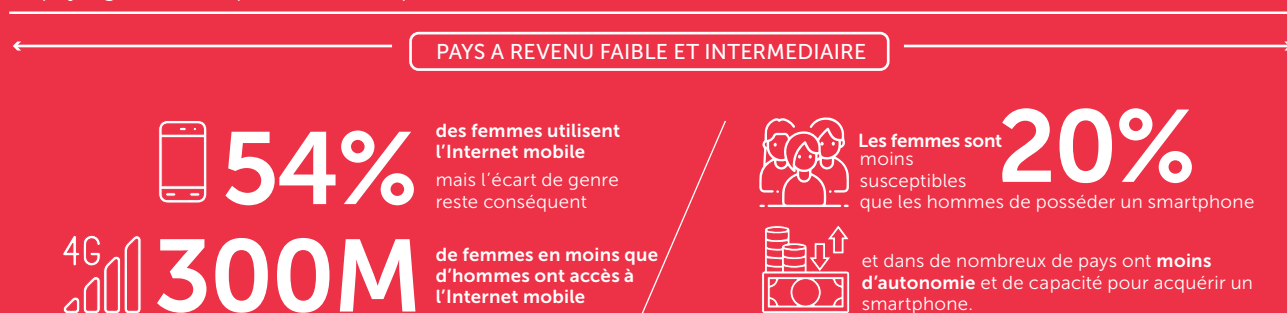 PAYS A REVENU FAIBLE ET INTERMEDIAIRE
54%
des femmes utilisent
l'Internet mobile
mais l'écart de genre
reste conséquent
4G
300M
de femmes en moins que
d'hommes ont accès à
l'Internet mobile
Les femmes sont 20%
moins
susceptibles
que les hommes de posséder un smartphone
et dans de nombreux de pays ont moins
d'autonomie et de capacité pour acquérir un
smartphone.